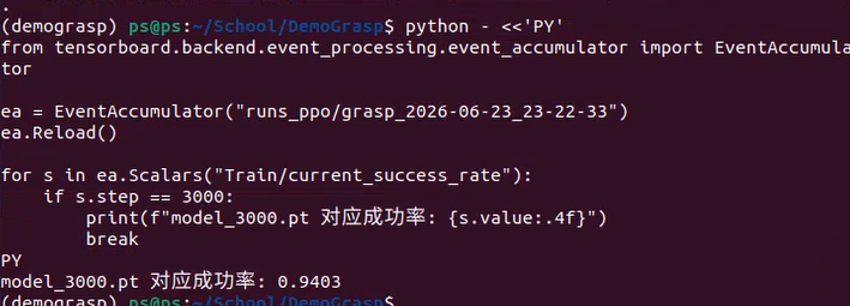 .
(demograsp) ps@ps:~/School/DemoGrasp$ python - <<'PY'
from tensorboard.backend.event_processing.event_accumulator import EventAccumula
tor
ea = EventAccumulator("runs_ppo/grasp_2026-06-23_23-22-33")
ea.Reload()
for s in ea.Scalars("Train/current_success_rate"):
    if s.step == 3000:
        print(f"model_3000.pt 对应成功率: {s.value:.4f}")
        break
PY
model_3000.pt 对应成功率: 0.9403
(demograsp) ps@ps:~/School/DemoGrasp$